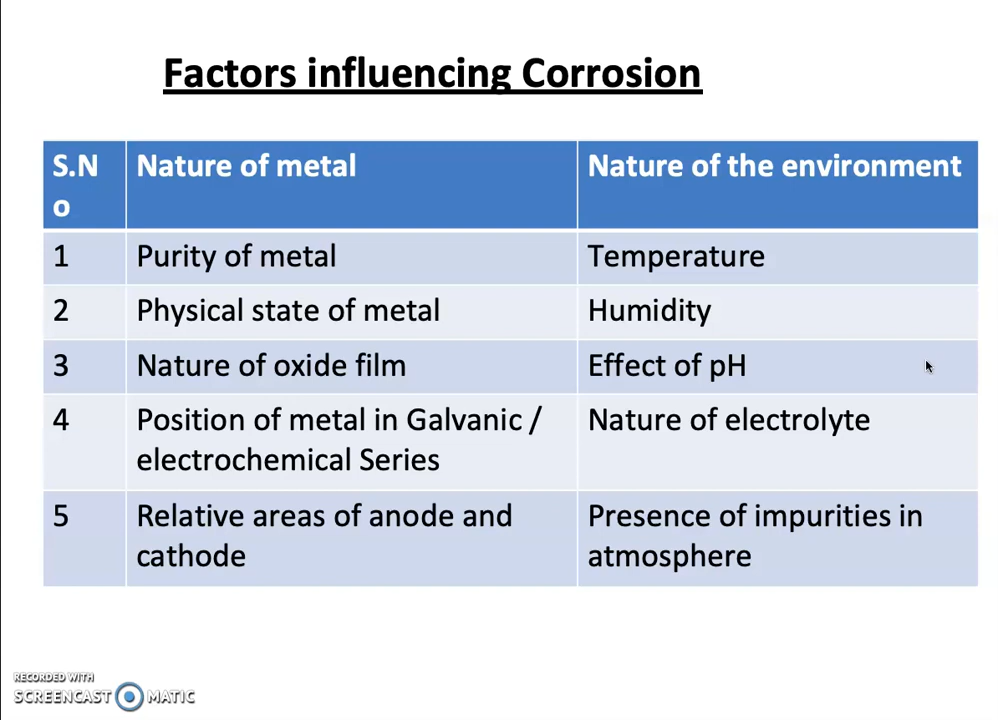 Factors influencing Corrosion
S.N
o
Nature of metal
Nature of the environment
1
Purity of metal
Temperature
2
Physical state of metal
Humidity
3
Nature of oxide film
Effect of pH
4
Position of metal in Galvanic /
electrochemical Series
Nature of electrolyte
5
Relative areas of anode and
cathode
Presence of impurities in
atmosphere
RECORDED WITH
SCREENCAST MATIC